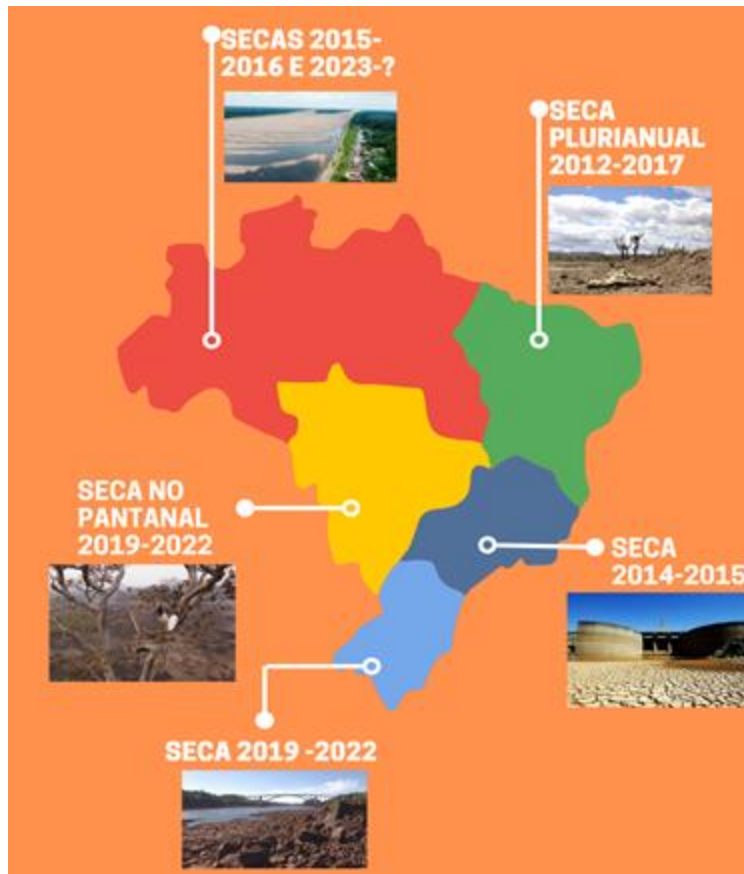 SECAS 2015-
2016 E 2023-?
SECA
PLURIANUAL
2012-2017
SECA NO
PANTANAL
2019-2022
SECA
2014-2015
SECA 2019 -2022